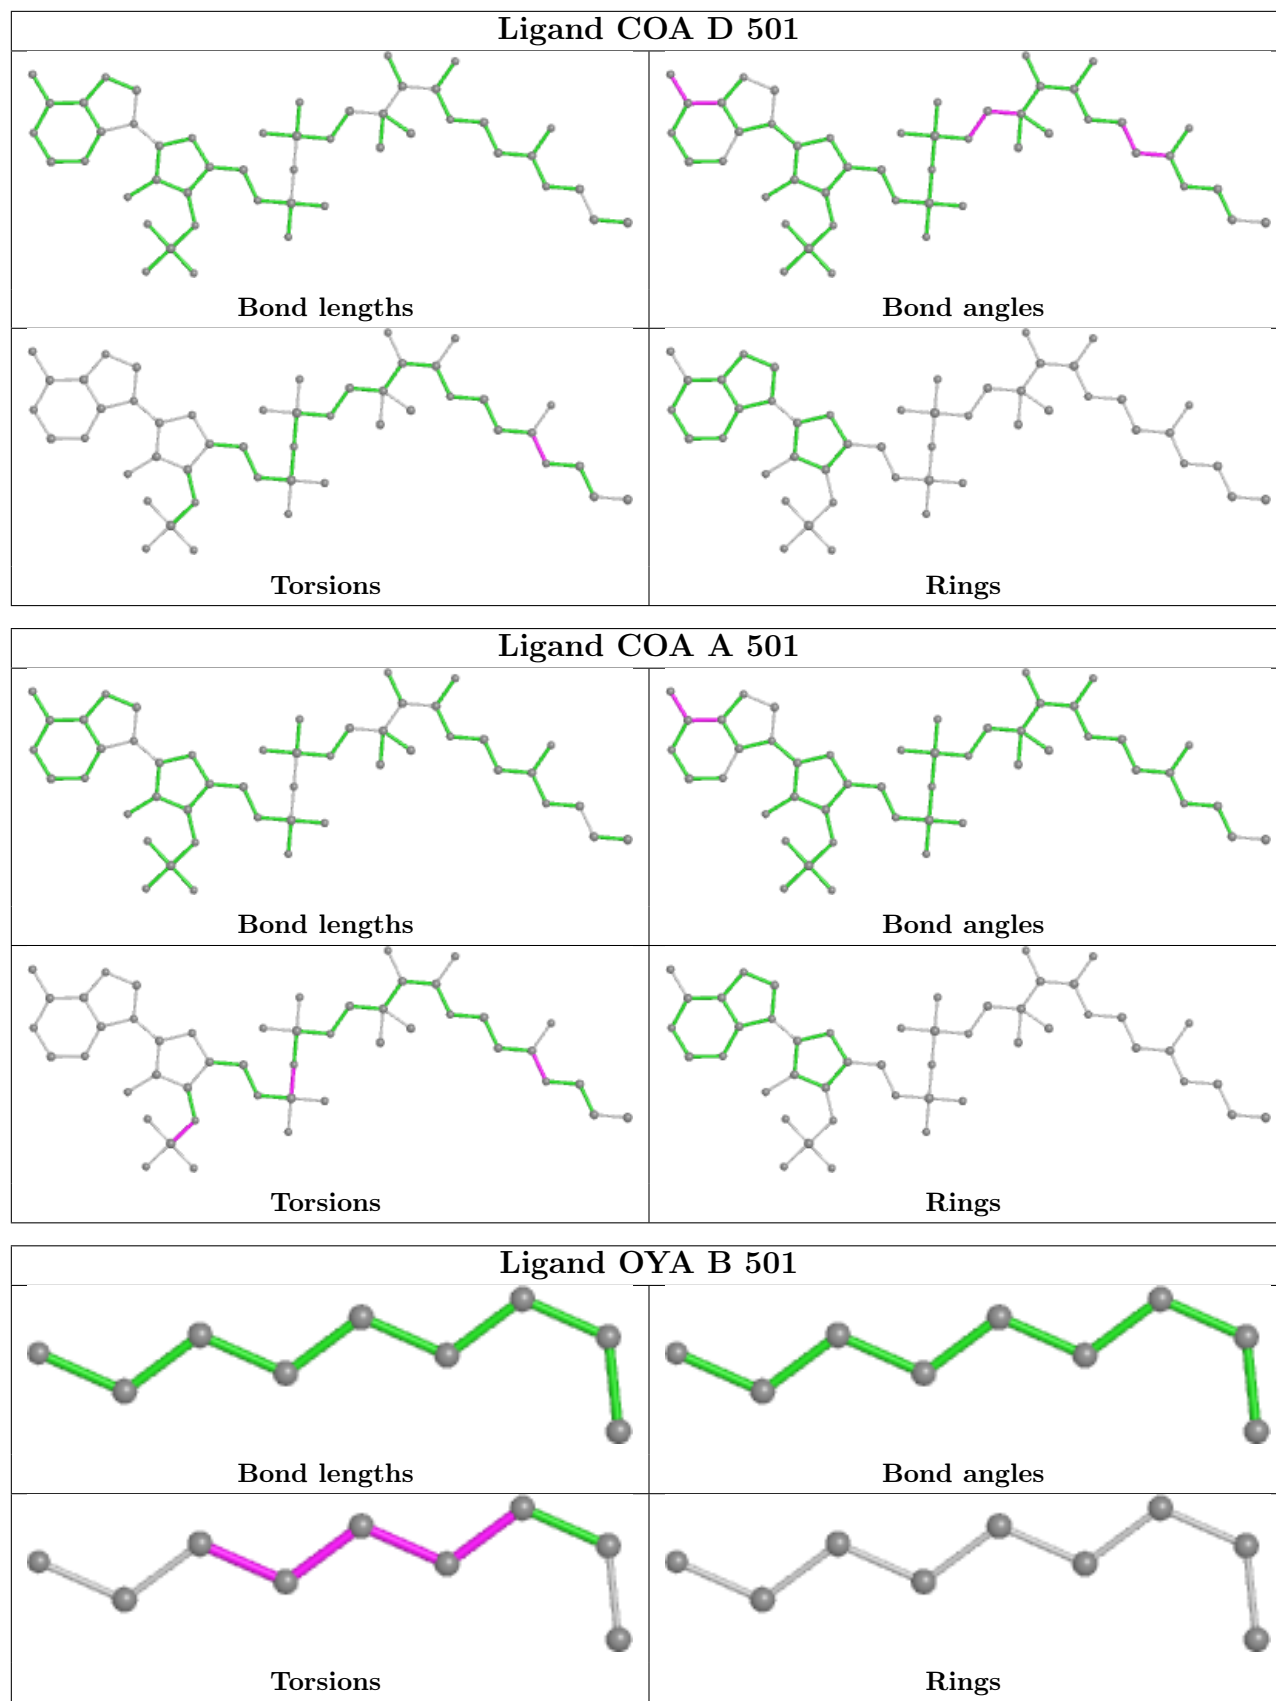 Ligand COA D 501
Bond lengths
Bond angles
Torsions
Rings
Ligand COA A 501
Bond lengths
Bond angles
Torsions
Rings
Ligand OYA B 501
Bond lengths
Bond angles
Torsions
Rings